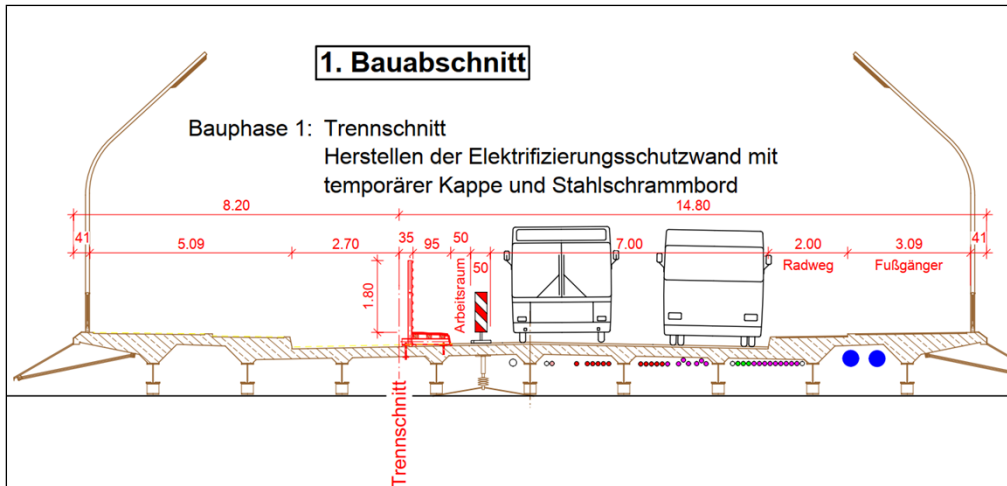 1. Bauabschnitt
Bauphase 1: Trennschnitt
Herstellen der Elektrifizierungsschutzwand mit
temporärer Kappe und Stahlschrammbord
8.20
14.80
41
5.09
2.70
35
95
50
50
7.00
2.00
3.09
41
Radweg
Fußgänger
1.80
Arbeitsraum
Trennschnitt